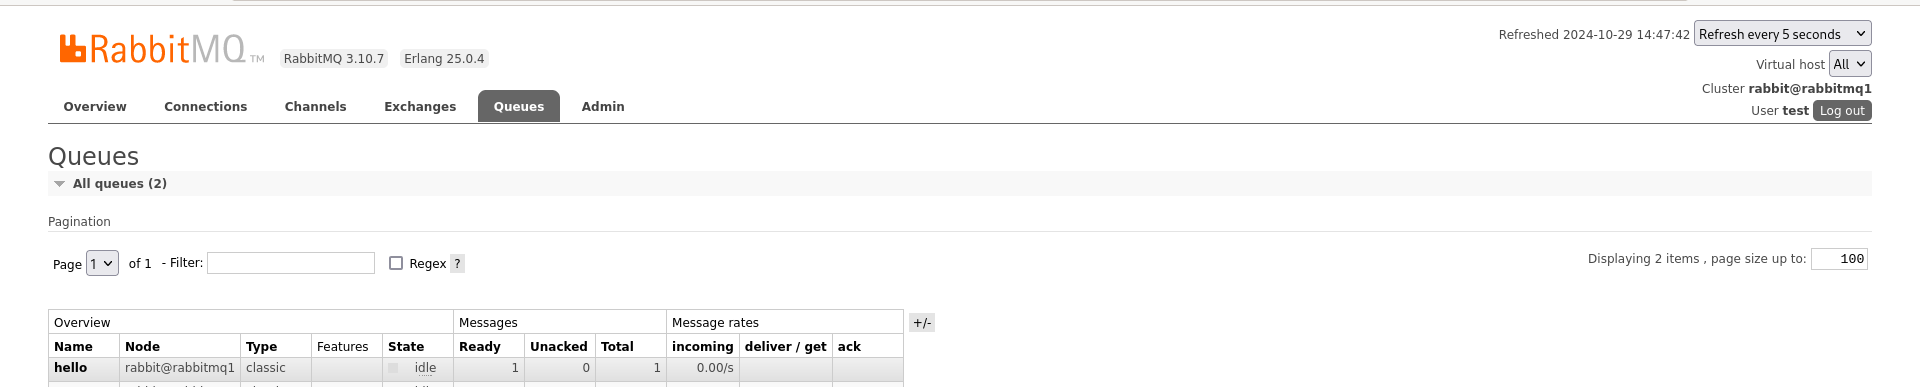 RabbitMQ TM RabbitMQ 3.10.7 Erlang 25.0.4
Refreshed 2024-10-29 14:47:42 Refresh every 5 seconds
Virtual host All
Cluster rabbit@rabbitmq1
User test Log out
Overview Connections Channels Exchanges Queues Admin
Queues
All queues (2)
Pagination
Page 1 of 1 - Filter: Regex ?
Displaying 2 items , page size up to: 100
Overview Messages Message rates +/-
Name Node Type Features State Ready Unacked Total incoming deliver / get ack
hello rabbit@rabbitmq1 classic idle 1 0 1 0.00/s